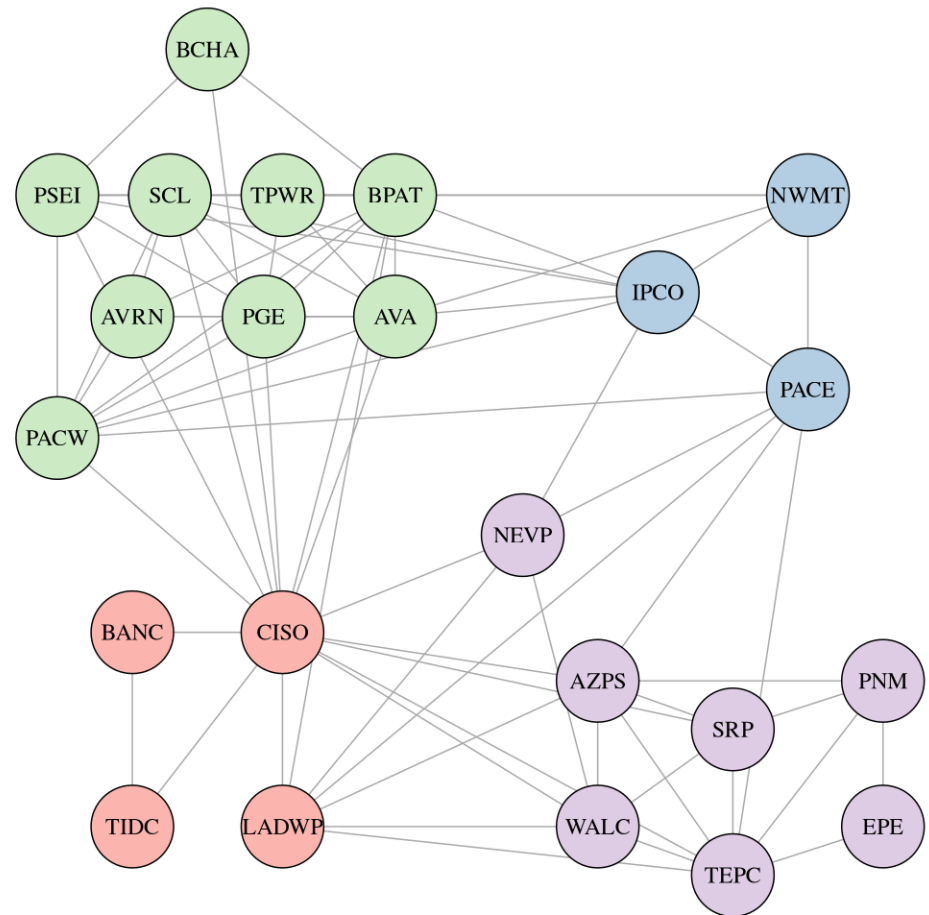 BCHA
PSEI
SCL
TPWR
BPAT
NWMT
IPCO
AVRN
PGE
AVA
PACE
PACW
NEVP
BANC
CISO
AZPS
PNM
SRP
TIDC
LADWP
WALC
EPE
TEPC